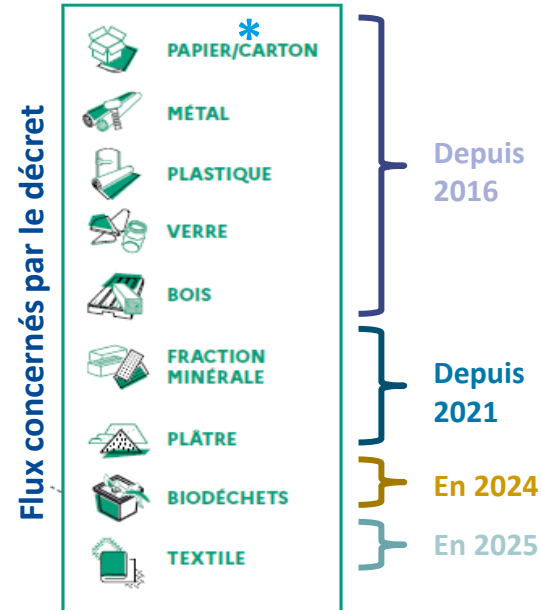 Flux concernés par le décret
*
PAPIER/CARTON
MÉTAL
PLASTIQUE
VERRE
BOIS
Depuis
2016
FRACTION
MINÉRALE
PLÂTRE
Depuis
2021
BIODÉCHETS
En 2024
TEXTILE
En 2025